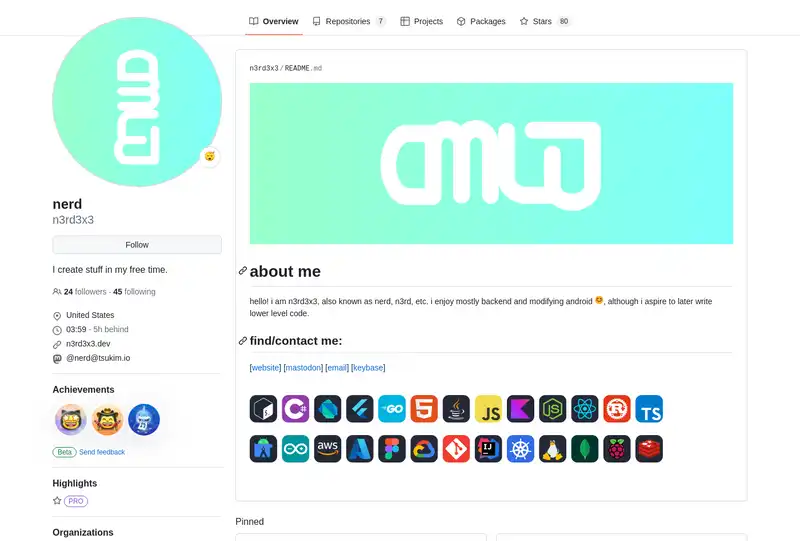 Overview
Repositories 7
Projects
Packages
Stars 80
nerd
n3rd3x3
Follow
I create stuff in my free time.
24 followers · 45 following
United States
03:59 - 5h behind
n3rd3x3.dev
@nerd@tsukim.io
Achievements
Beta Send feedback
Highlights
PRO
Organizations
n3rd3x3/README.md
about me
hello! i am n3rd3x3, also known as nerd, n3rd, etc. i enjoy mostly backend and modifying android 😊, although i aspire to later write
lower level code.
find/contact me:
[website] [mastodon] [email] [keybase]
C# GO 5 JS JS R TS
aws IJ
Pinned